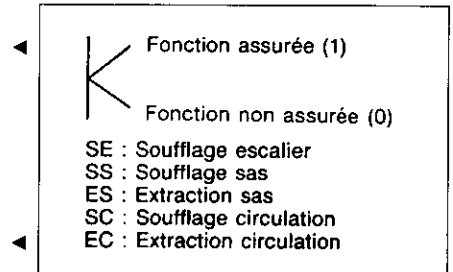 Fonction assurée (1)
Fonction non assurée (0)
SE : Soufflage escalier
SS : Soufflage sas
ES : Extraction sas
SC : Soufflage circulation
EC : Extraction circulation